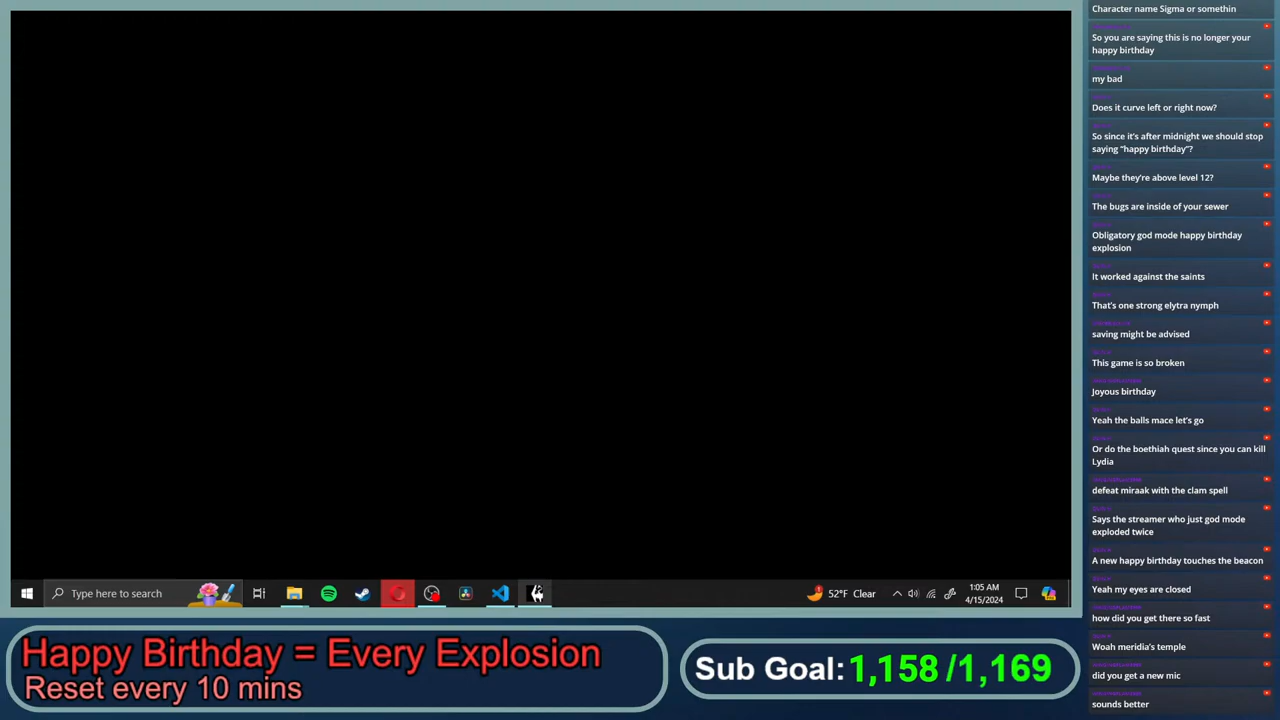 Character name Sigma or somethin
So you are saying this is no longer your
happy birthday
my bad
Does it curve left or right now?
So since it's after midnight we should stop
saying “happy birthday”?
Maybe they're above level 12?
The bugs are inside of your sewer
Obligatory god mode happy birthday
explosion
It worked against the saints
That's one strong elytra nymph
saving might be advised
This game is so broken
Joyous birthday
Yeah the balls mace let's go
Or do the boethiah quest since you can kill
Lydia
defeat miraak with the clam spell
Says the streamer who just god mode
exploded twice
A new happy birthday touches the beacon
Yeah my eyes are closed
how did you get there so fast
Woah meridia's temple
did you get a new mic
sounds better
Type here to search
52°F Clear
1:05 AM
4/15/2024
Happy Birthday = Every Explosion
Reset every 10 mins
Sub Goal: 1,158 /1,169